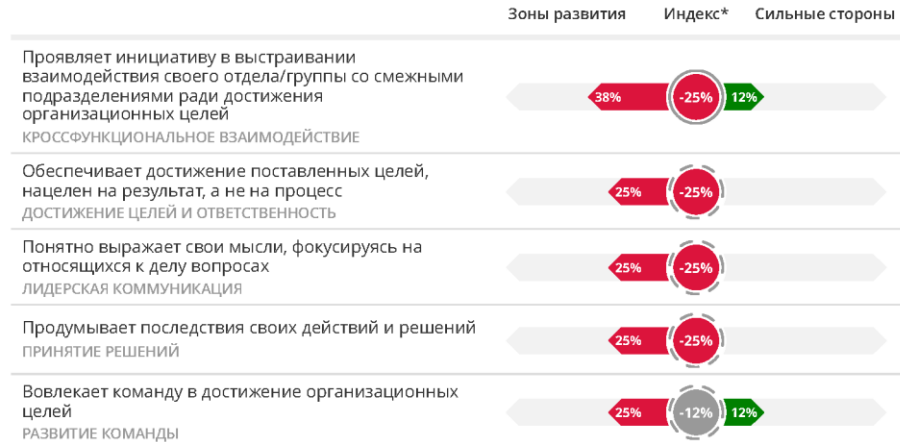 Зоны развития Индекс* Сильные стороны
Проявляет инициативу в выстраивании
взаимодействия своего отдела/группы со смежными
подразделениями ради достижения
организационных целей
КРОССФУНКЦИОНАЛЬНОЕ ВЗАИМОДЕЙСТВИЕ
38% -25% 12%
Обеспечивает достижение поставленных целей,
нацелен на результат, а не на процесс
ДОСТИЖЕНИЕ ЦЕЛЕЙ И ОТВЕТСТВЕННОСТЬ
25% -25%
Понятно выражает свои мысли, фокусируясь на
относящихся к делу вопросах
ЛИДЕРСКАЯ КОММУНИКАЦИЯ
25% -25%
Продумывает последствия своих действий и решений
ПРИНЯТИЕ РЕШЕНИЙ
25% -25%
Вовлекает команду в достижение организационных
целей
РАЗВИТИЕ КОМАНДЫ
25% -12% 12%